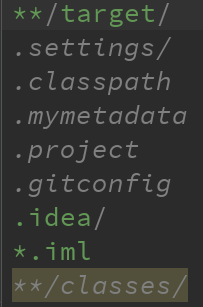 **/target/
.settings/
.classpath
.mymetadata
.project
.gitconfig
.idea/
*.iml
**/classes/